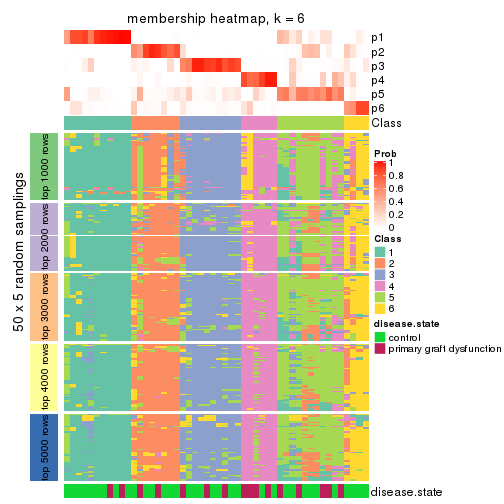 membership heatmap, k = 6
p1
p2
p3
p4
p5
p6
Class
Prob
1
0.8
0.6
0.4
0.2
0
Class
1
2
3
4
5
6
disease.state
control
primary graft dysfunction
50 x 5 random samplings
top 1000 rows
top 2000 rows
top 3000 rows
top 4000 rows
top 5000 rows
disease.state